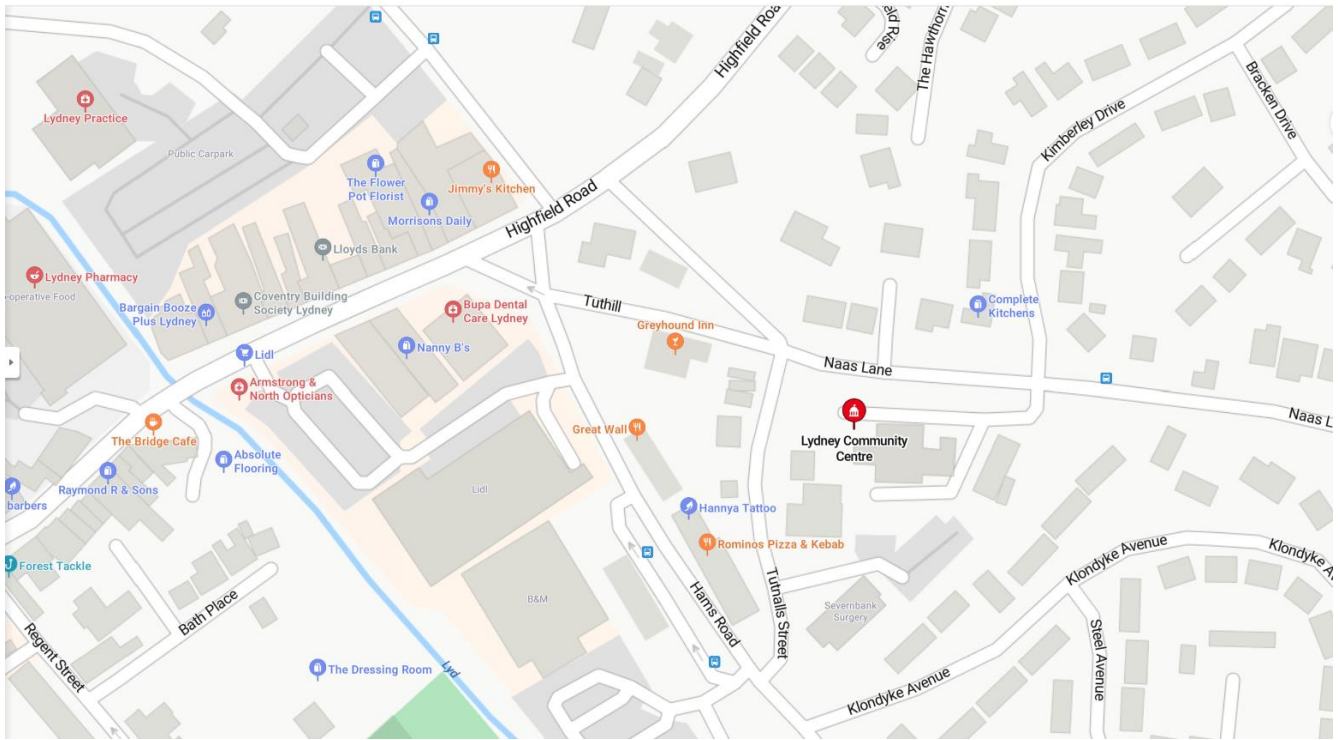 Highfield Roa
ld Rise
The Hawthorn
Bracken Drive
Kimberley Drive
Lydney Practice
Public Carpark
The Flower
Pot Florist
Jimmy's Kitchen
Morrisons Daily
Highfield Road
Lloyds Bank
Lydney Pharmacy
o-operative Food
Coventry Building
Society Lydney
Bargain Booze
Plus Lydney
Bupa Dental
Care Lydney
Tuthill
Complete
Kitchens
Greyhound Inn
Nanny B's
Lidl
Naas Lane
Armstrong &
North Opticians
Naas L
The Bridge Cafe
Great Wall
Lydney Community
Centre
Absolute
Flooring
Raymond R & Sons
barbers
Lidl
Hannya Tattoo
Rominos Pizza & Kebab
Klondyke Avenue
Klondyke A
Forest Tackle
Bath Place
B&M
Hams Road
Tutnalls Street
Severnbank
Surgery
Steel Avenue
Regent Street
The Dressing Room
Lyd
Klondyke Avenue